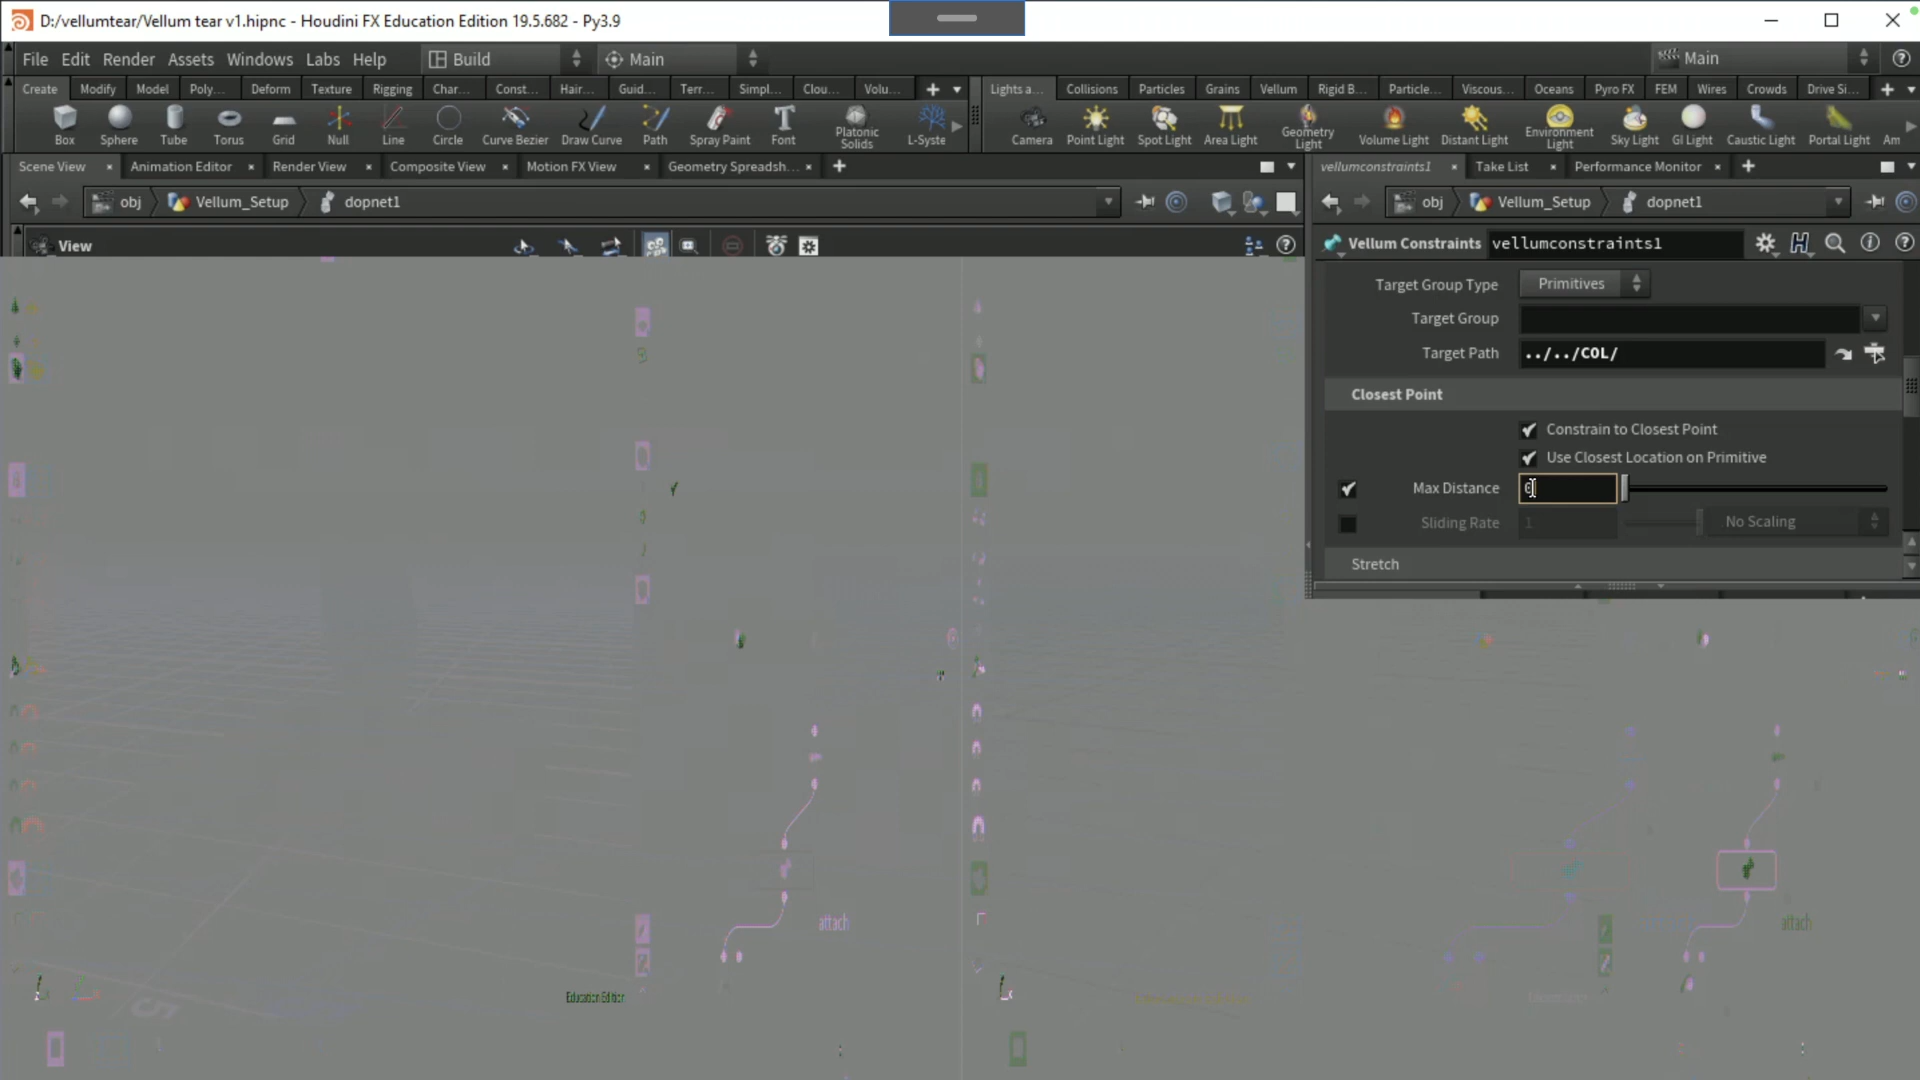 D:/vellumtear/Vellum tear v1.hipnc - Houdini FX Education Edition 19.5.682 - Py3.9
File Edit Render Assets Windows Labs Help Build Main Main
Create Modify Model Poly... Deform Texture Rigging Char... Const... Hair... Guid... Terr... Simpl... Clou... Volu... Lights a... Collisions Particles Grains Vellum Rigid B... Particle... Viscous... Oceans Pyro FX FEM Wires Crowds Drive Si...
Box Sphere Tube Torus Grid Null Line Circle Curve Bezier Draw Curve Path Spray Paint Font Platonic Solids L-Syste Camera Point Light Spot Light Area Light Geometry Light Volume Light Distant Light Environment Light Sky Light GI Light Caustic Light Portal Light Am
Scene View Animation Editor Render View Composite View Motion FX View Geometry Spreadsh... vellumconstraints1 Take List Performance Monitor
obj Vellum_Setup dopnet1 obj Vellum_Setup dopnet1
View
Vellum Constraints vellumconstraints1
Target Group Type Primitives
Target Group
Target Path ../../COL/
Closest Point
Constrain to Closest Point
Use Closest Location on Primitive
Max Distance
Sliding Rate 1 No Scaling
Stretch
attach
attach
Education Edition